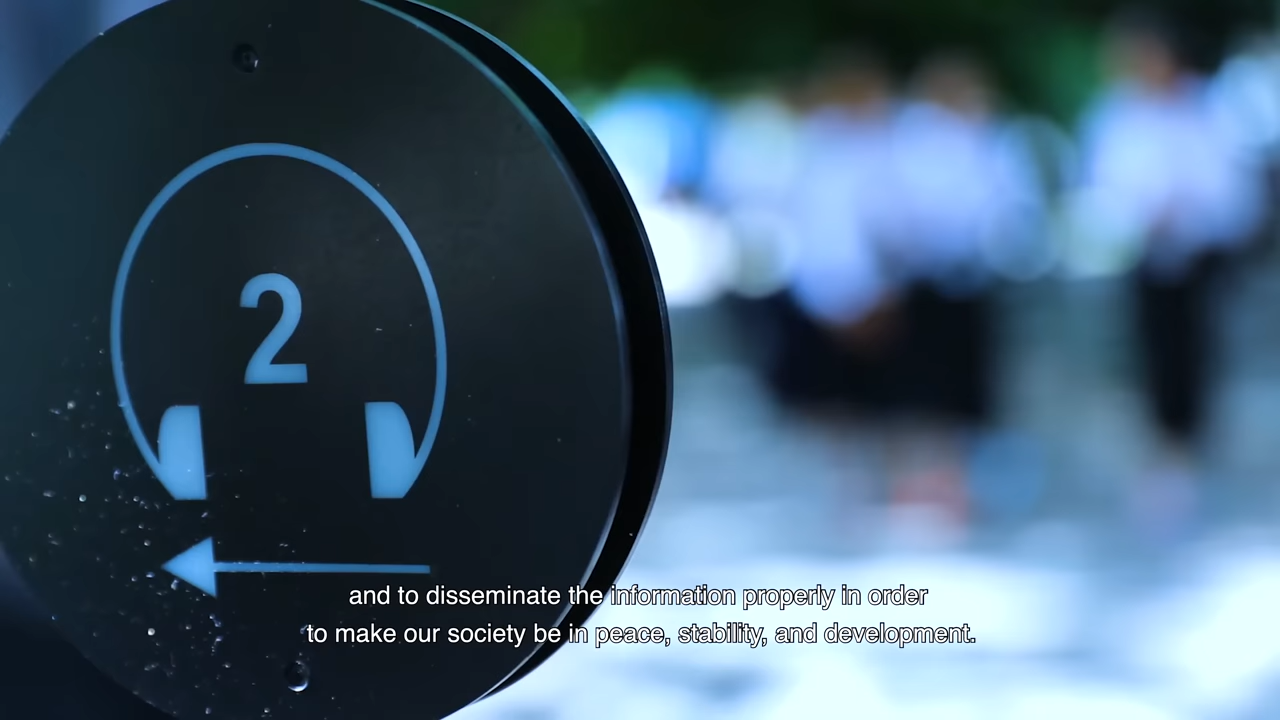 2
and to disseminate the information properly in order
to make our society be in peace, stability, and development.